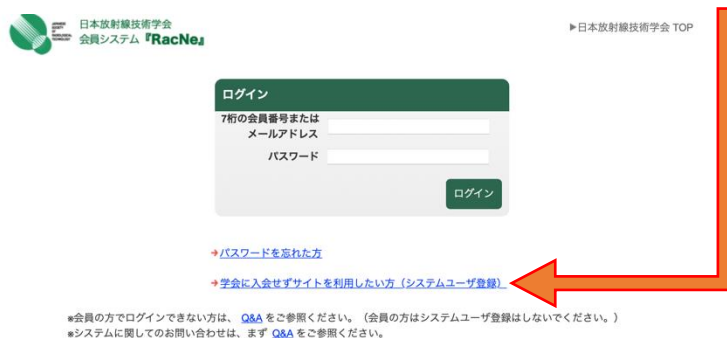 日本放射線技術学会
会員システム『RacNe』
▶日本放射線技術学会 TOP
ログイン
7桁の会員番号または
メールアドレス
パスワード
ログイン
→パスワードを忘れた方
→学会に入会せずサイトを利用したい方（システムユーザ登録）
※会員の方でログインできない方は、 Q&A をご参照ください。（会員の方はシステムユーザ登録はしないでください。）
※システムに関してのお問い合わせは、まず Q&A をご参照ください。